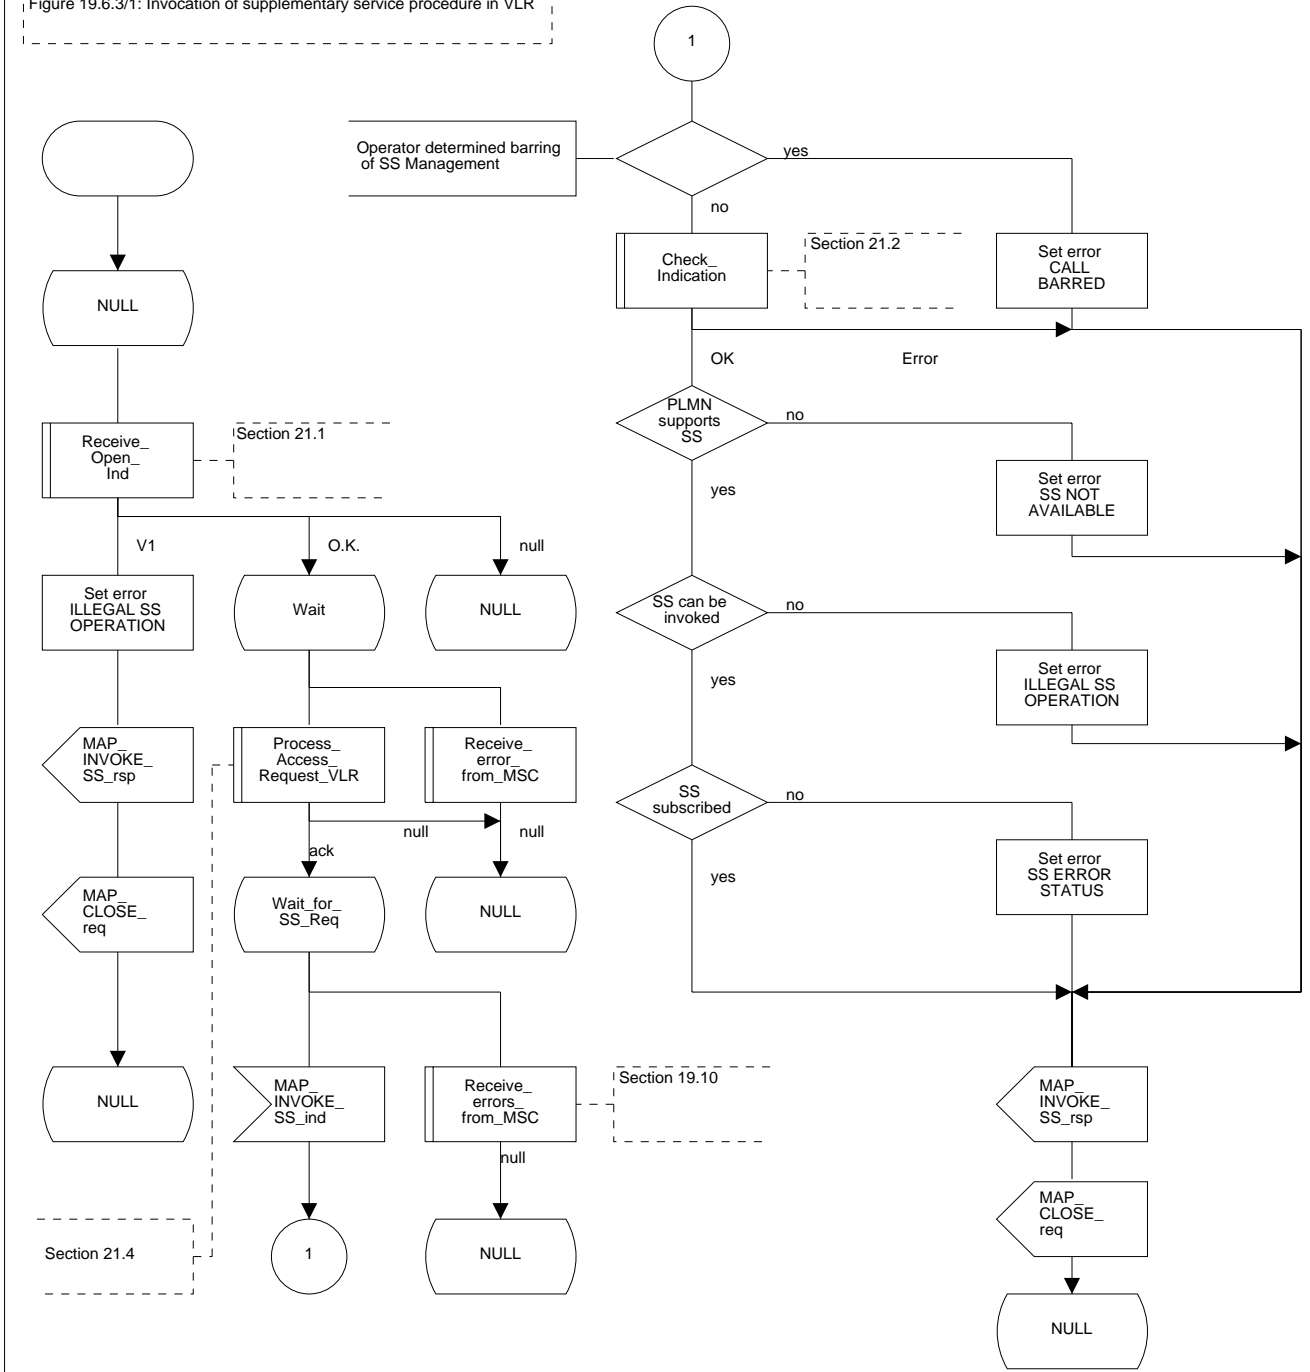 Figure 19.6.3/1: Invocation of supplementary service procedure in VLR
1
Operator determined barring
of SS Management
yes
no
Check_
Indication
Section 21.2
Set error
CALL
BARRED
NULL
OK
Error
PLMN
supports
SS
no
yes
Receive_
Open_
Ind
Section 21.1
Set error
SS NOT
AVAILABLE
V1
O.K.
null
Set error
ILLEGAL SS
OPERATION
Wait
NULL
SS can be
invoked
no
yes
Set error
ILLEGAL SS
OPERATION
MAP_
INVOKE_
SS_rsp
Process_
Access_
Request_VLR
Receive_
error_
from_MSC
SS
subscribed
no
yes
null
null
ack
Set error
SS ERROR
STATUS
MAP_
CLOSE_
req
Wait_for_
SS_Req
NULL
NULL
MAP_
INVOKE_
SS_ind
Receive_
errors_
from_MSC
Section 19.10
null
MAP_
INVOKE_
SS_rsp
Section 21.4
1
NULL
MAP_
CLOSE_
req
NULL